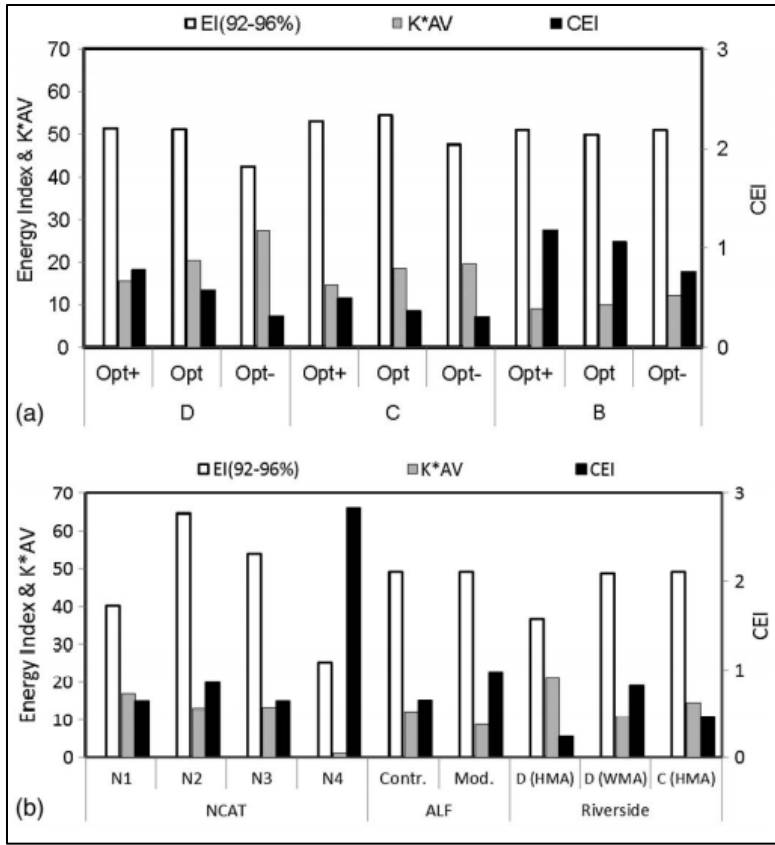 EI(92-96%) K*AV CEI
70
60
50
40
30
20
10
0
Energy Index & K*AV
3
2
1
0
CEI
Opt+ Opt Opt- Opt+ Opt Opt- Opt+ Opt Opt-
D C B
(a)
EI(92-96%) K*AV CEI
70
60
50
40
30
20
10
0
Energy Index & K*AV
3
2
1
0
CEI
N1 N2 N3 N4 Contr. Mod. D (HMA) D (WMA) C (HMA)
NCAT ALF Riverside
(b)